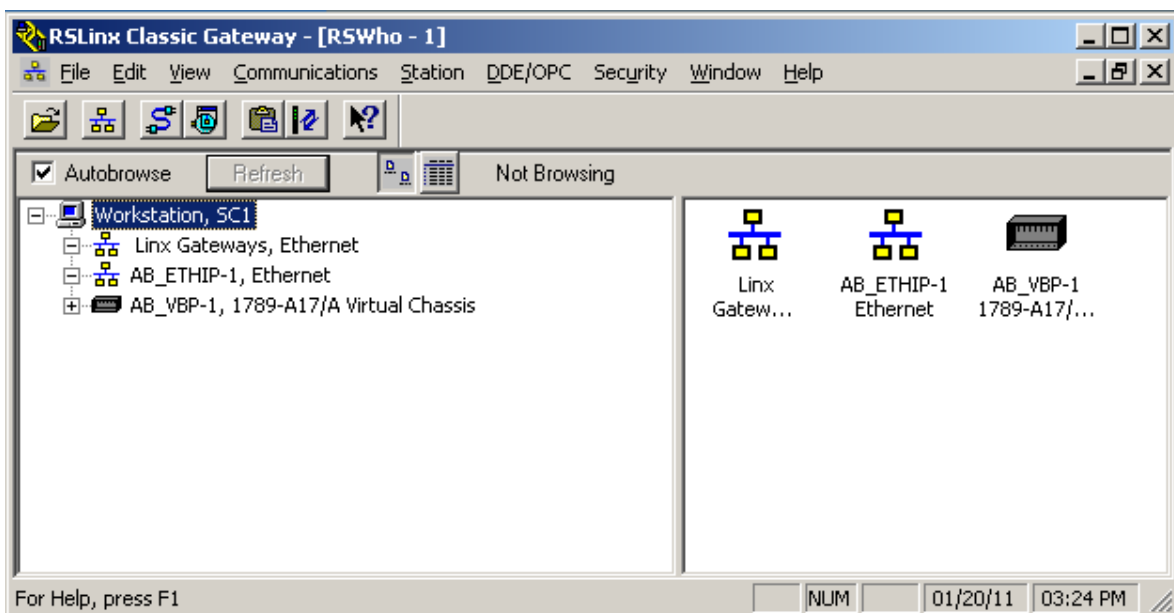 RSLinx Classic Gateway - [RSWho - 1]
File Edit View Communications Station DDE/OPC Security Window Help
Autobrowse Refresh Not Browsing
Workstation, SC1
Linx Gateways, Ethernet
AB_ETHIP-1, Ethernet
AB_VBP-1, 1789-A17/A Virtual Chassis
Linx
Gatew...
AB_ETHIP-1
Ethernet
AB_VBP-1
1789-A17/...
For Help, press F1 NUM 01/20/11 03:24 PM